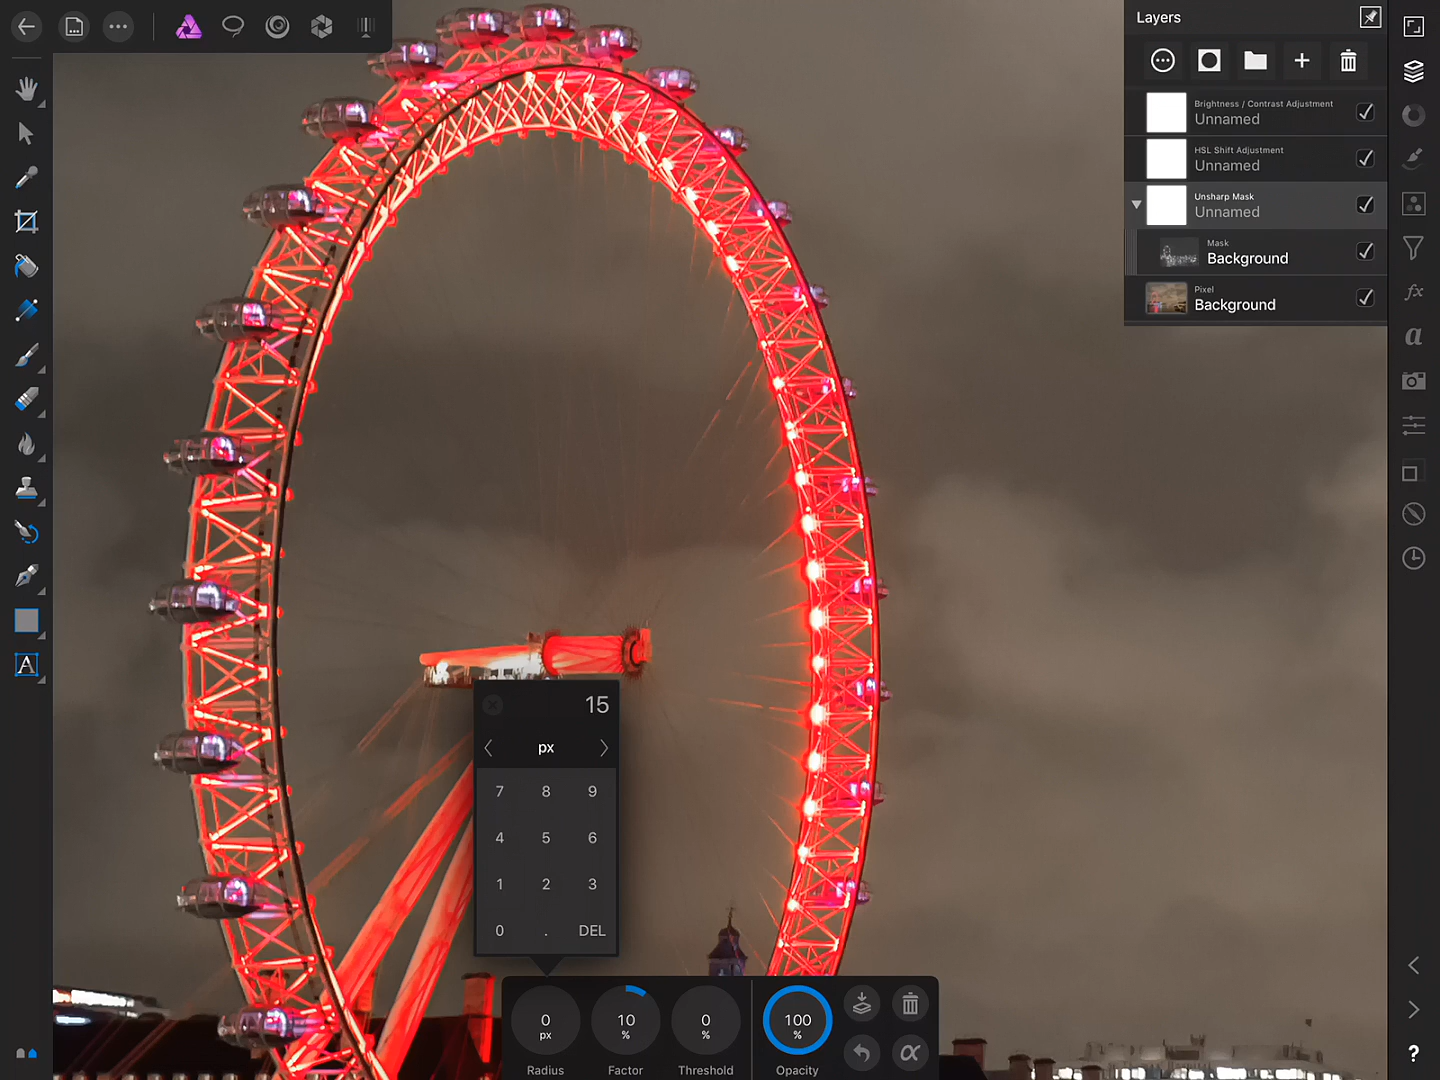 Layers
Brightness / Contrast Adjustment
Unnamed
HSL Shift Adjustment
Unnamed
Unsharp Mask
Unnamed
Mask
Background
Pixel
Background
fx
a
A
15
px
7 8 9
4 5 6
1 2 3
0 . DEL
0 px
10 %
0 %
100 %
α
Radius
Factor
Threshold
Opacity
?